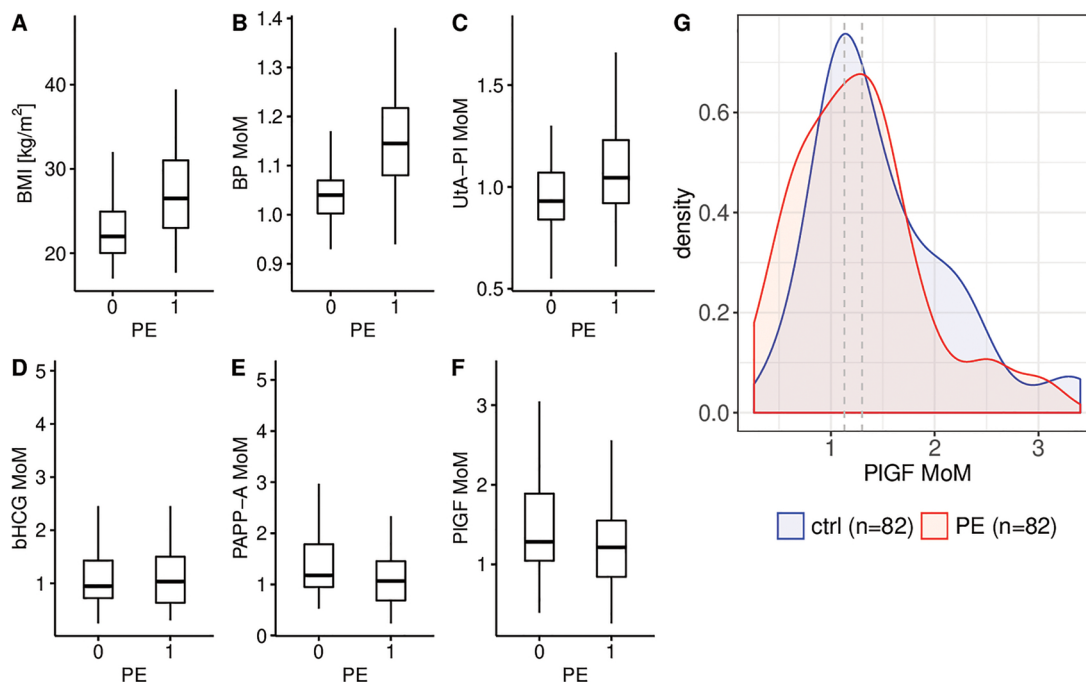 A
BMI [kg/m²]
40
30
20
0 1
PE
B
BP MoM
1.4
1.3
1.2
1.1
1.0
0.9
0 1
PE
C
UtA−PI MoM
1.5
1.0
0.5
0 1
PE
D
bHCG MoM
5
4
3
2
1
0 1
PE
E
PAPP−A MoM
5
4
3
2
1
0
0 1
PE
F
PlGF MoM
3
2
1
0 1
PE
G
density
0.6
0.4
0.2
0.0
1 2 3
PlGF MoM
ctrl (n=82) PE (n=82)